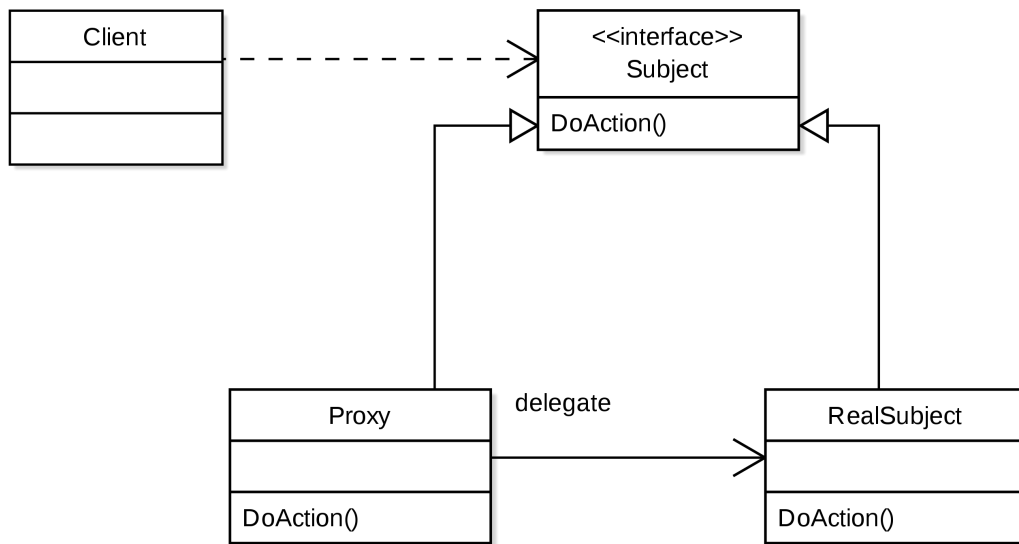 Client
<<interface>>
Subject
DoAction()
Proxy
delegate
RealSubject
DoAction()
DoAction()